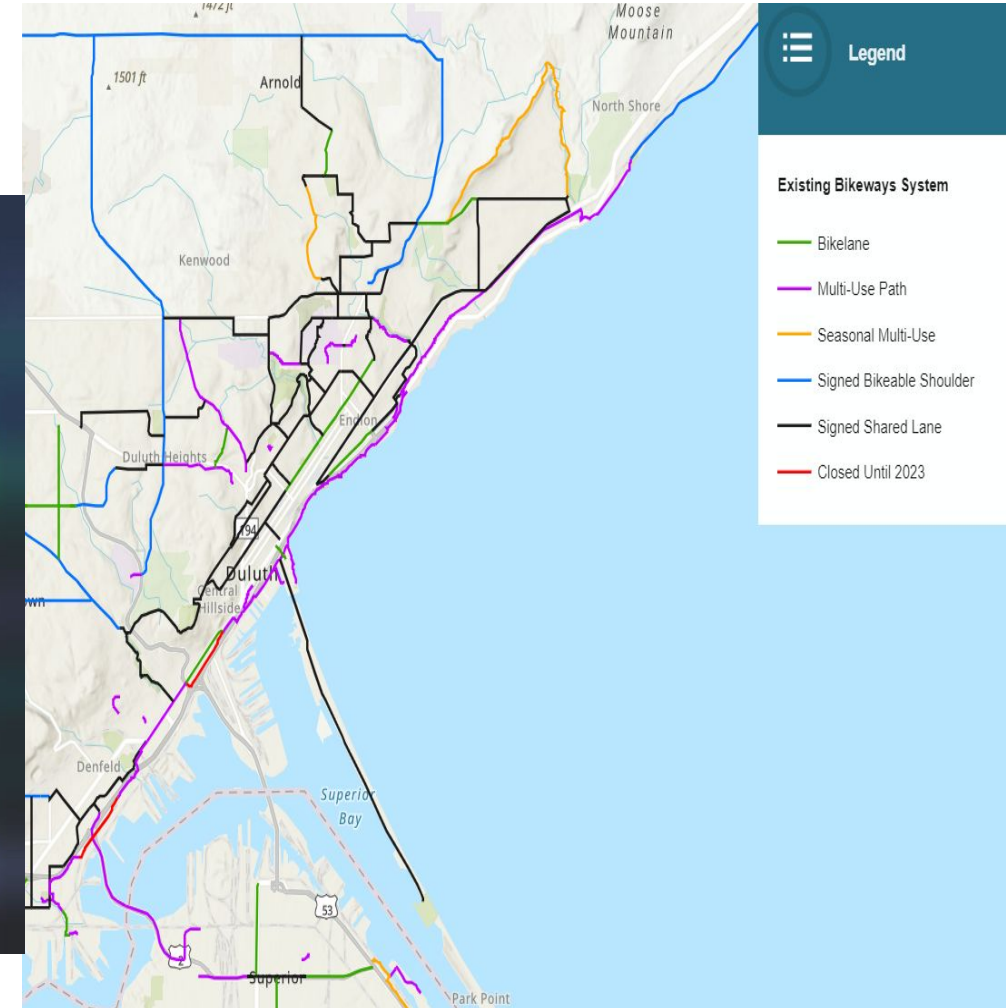 1472 ft
Moose
Mountain
Legend
1501 ft
Arnold
North Shore
Existing Bikeways System
Bikelane
Kenwood
Multi-Use Path
Seasonal Multi-Use
Signed Bikeable Shoulder
Endion
Signed Shared Lane
Duluth Heights
Closed Until 2023
194
Duluth
Central
Hillside
own
Denfeld
Superior
Bay
53
2
Superior
Park Point